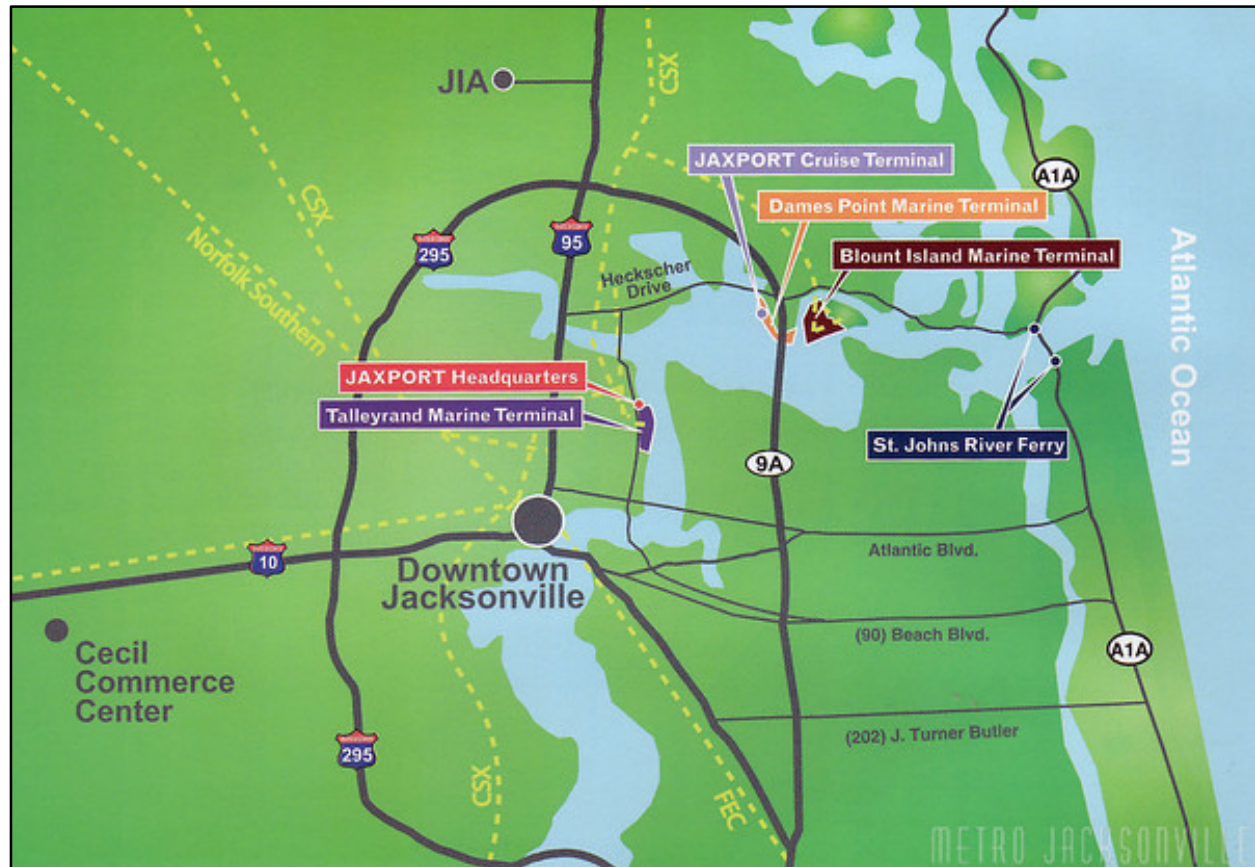 JIA
CSX
JAXPORT Cruise Terminal
A1A
Dames Point Marine Terminal
CSX
295
95
Blount Island Marine Terminal
Norfolk Southern
Heckscher
Drive
Atlantic Ocean
JAXPORT Headquarters
Talleyrand Marine Terminal
St. Johns River Ferry
9A
10
Atlantic Blvd.
Downtown
Jacksonville
(90) Beach Blvd.
Cecil
Commerce
Center
A1A
(202) J. Turner Butler
295
CSX
FEC
METRO JACKSONVILLE